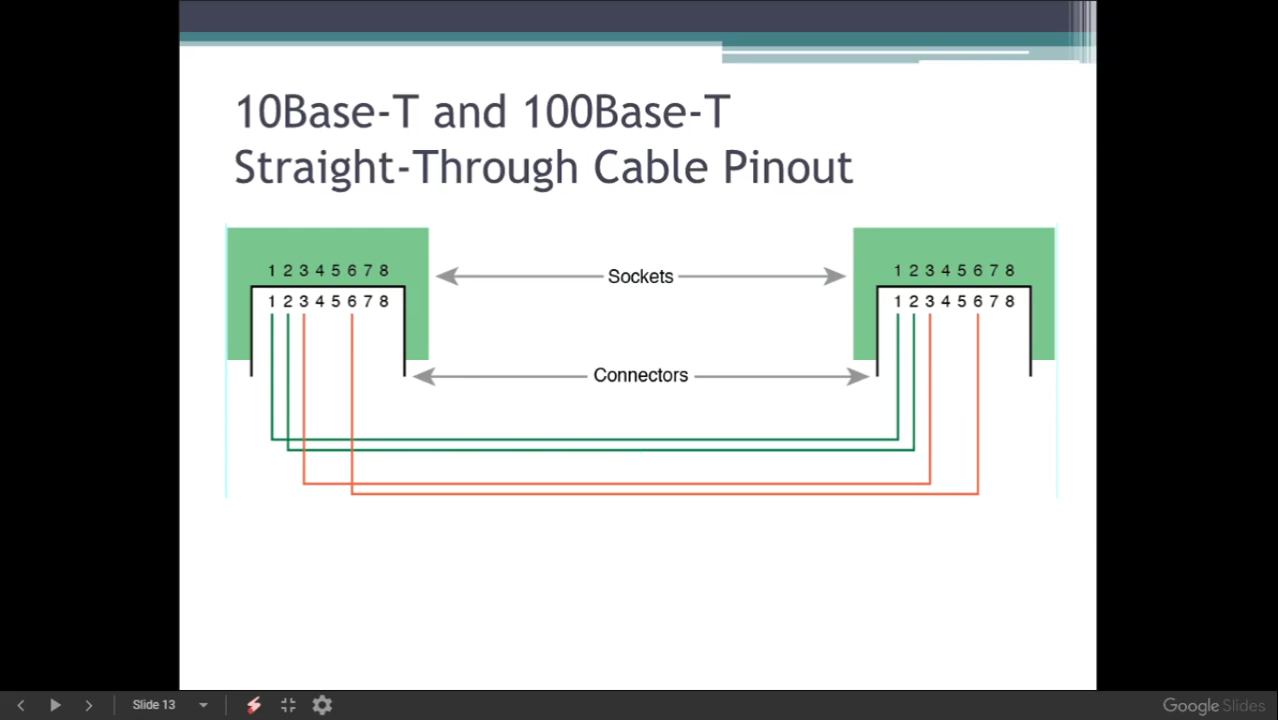 10Base-T and 100Base-T
Straight-Through Cable Pinout
1 2 3 4 5 6 7 8
Sockets
1 2 3 4 5 6 7 8
1 2 3 4 5 6 7 8
1 2 3 4 5 6 7 8
Connectors
Slide 13
Google Slides